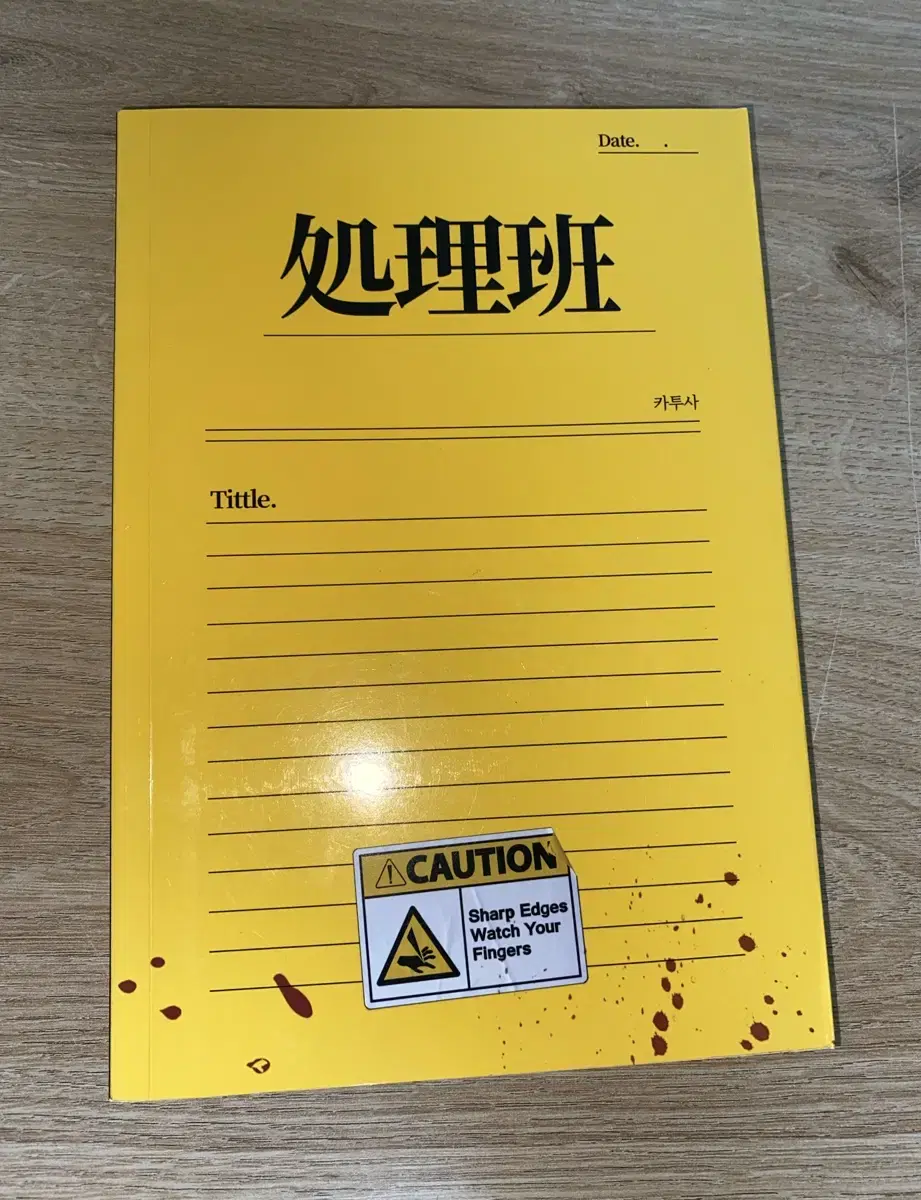 Date. .
処理班
카투사
Tittle.
CAUTION
Sharp Edges
Watch Your
Fingers